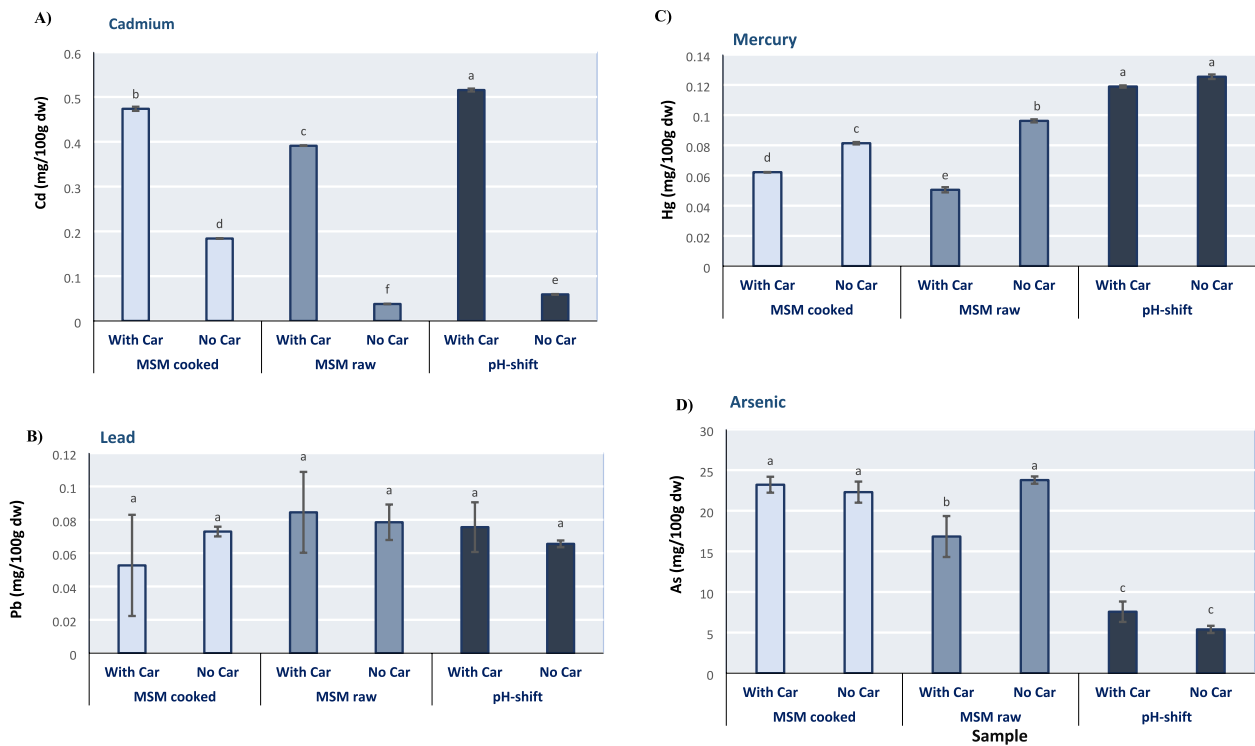 A)
Cadmium
Cd (mg/100g dw)
0.6
0.5
0.4
0.3
0.2
0.1
0
b
d
c
f
a
e
With Car No Car With Car No Car With Car No Car
MSM cooked MSM raw pH-shift
C)
Mercury
Hg (mg/100g dw)
0.14
0.12
0.1
0.08
0.06
0.04
0.02
0
d
c
e
b
a
a
With Car No Car With Car No Car With Car No Car
MSM cooked MSM raw pH-shift
B)
Lead
Pb (mg/100g dw)
0.12
0.1
0.08
0.06
0.04
0.02
0
a
a
a
a
a
a
With Car No Car With Car No Car With Car No Car
MSM cooked MSM raw pH-shift
D)
Arsenic
As (mg/100g dw)
30
25
20
15
10
5
0
a
a
b
a
c
c
With Car No Car With Car No Car With Car No Car
MSM cooked MSM raw pH-shift
Sample